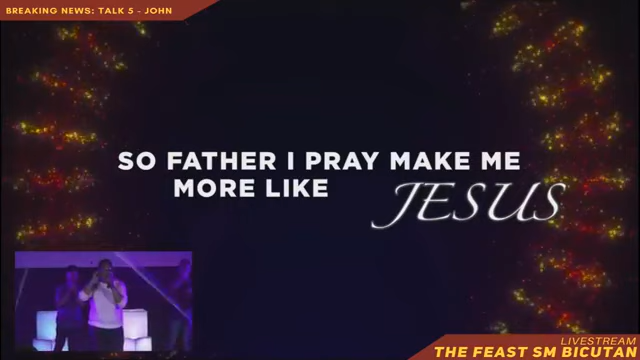 BREAKING NEWS: TALK 5 - JOHN
SO FATHER I PRAY MAKE ME
MORE LIKE JESUS
LIVESTREAM
THE FEAST SM BICUTAN